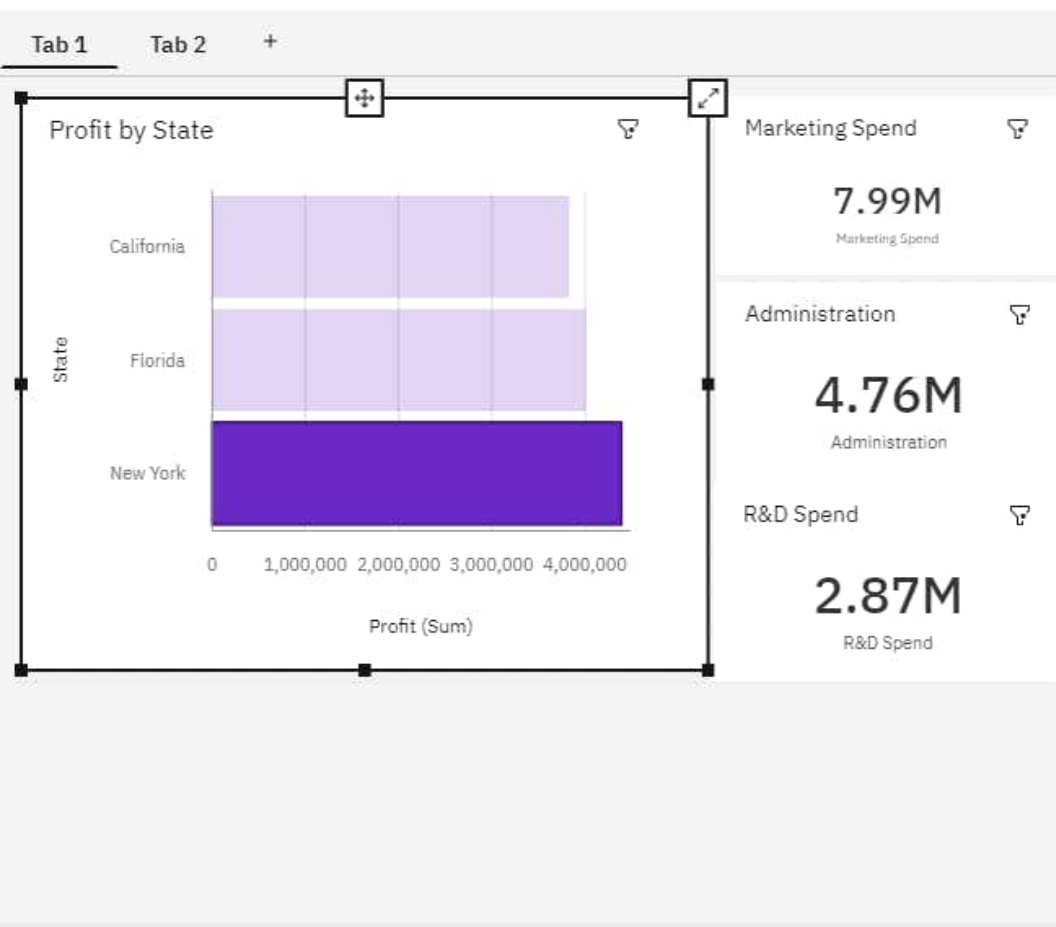 Tab 1 Tab 2 +
Profit by State
State
California
Florida
New York
0 1,000,000 2,000,000 3,000,000 4,000,000
Profit (Sum)
Marketing Spend
7.99M
Marketing Spend
Administration
4.76M
Administration
R&D Spend
2.87M
R&D Spend